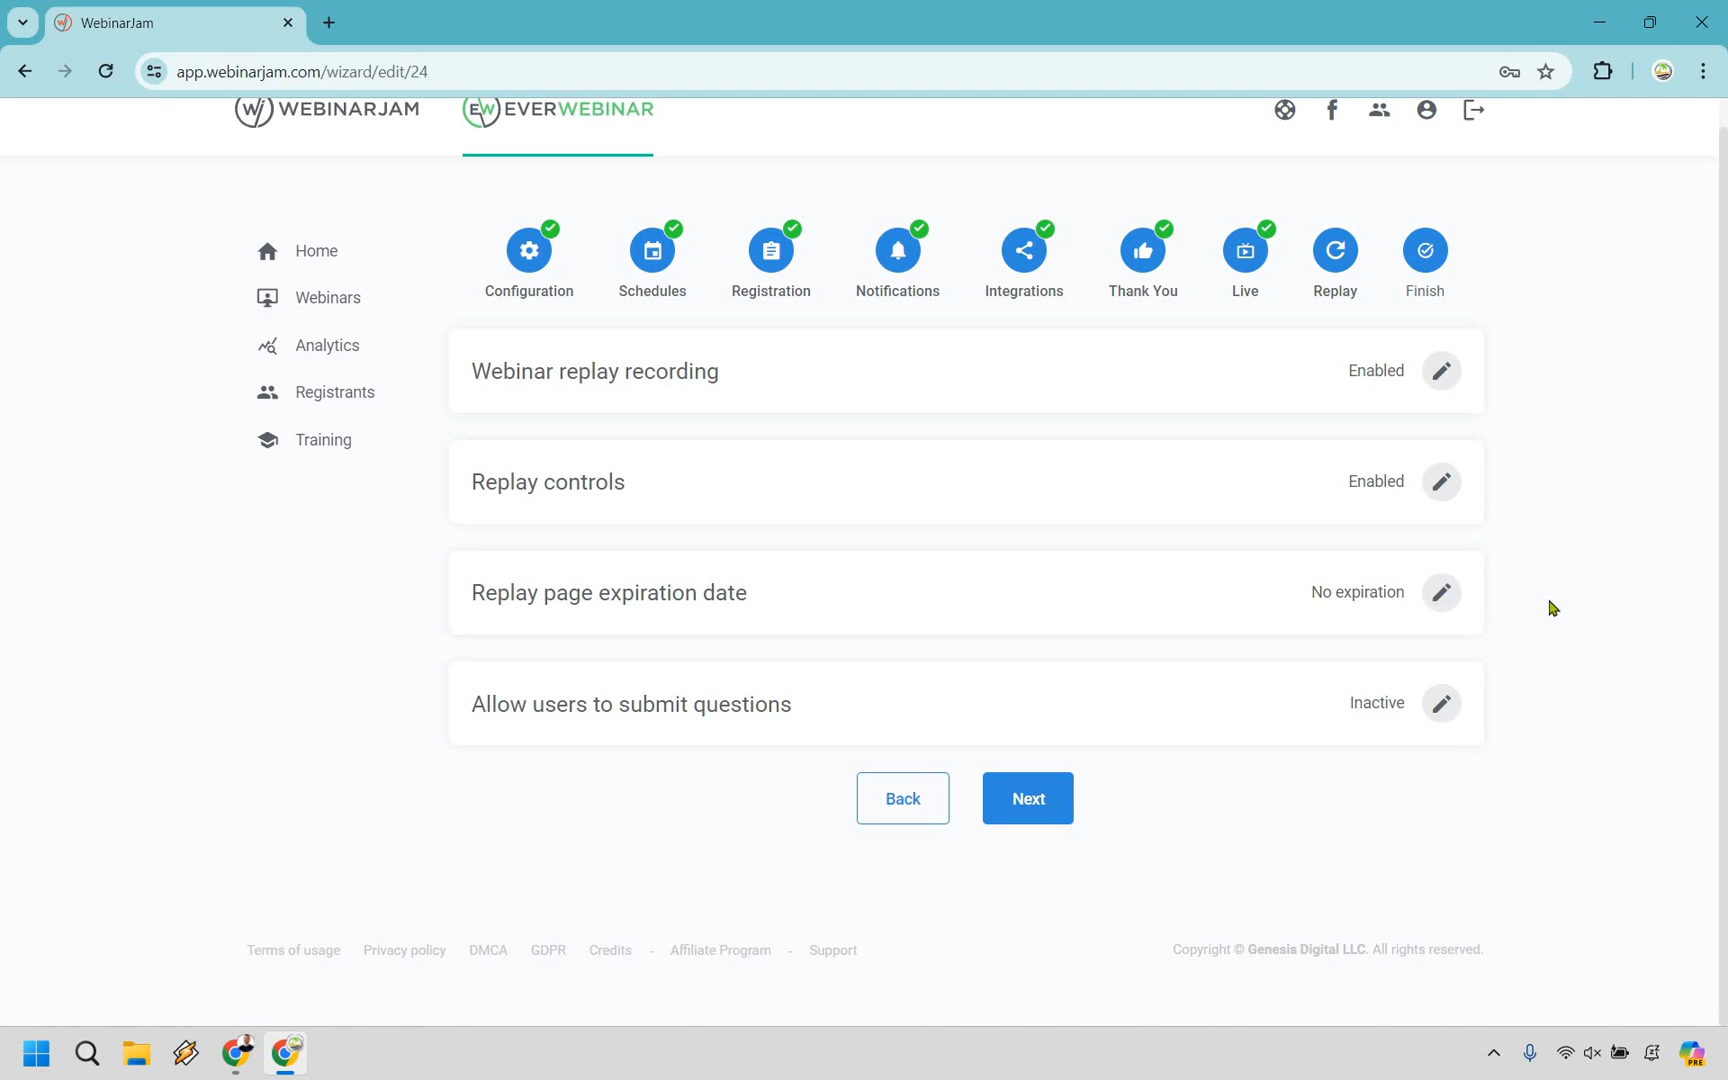 WebinarJam
app.webinarjam.com/wizard/edit/24
WJ WEBINARJAM
EW EVERWEBINAR
Home
Webinars
Analytics
Registrants
Training
Configuration
Schedules
Registration
Notifications
Integrations
Thank You
Live
Replay
Finish
Webinar replay recording
Enabled
Replay controls
Enabled
Replay page expiration date
No expiration
Allow users to submit questions
Inactive
Back
Next
Terms of usage Privacy policy DMCA GDPR Credits - Affiliate Program - Support
Copyright © Genesis Digital LLC. All rights reserved.
PRE